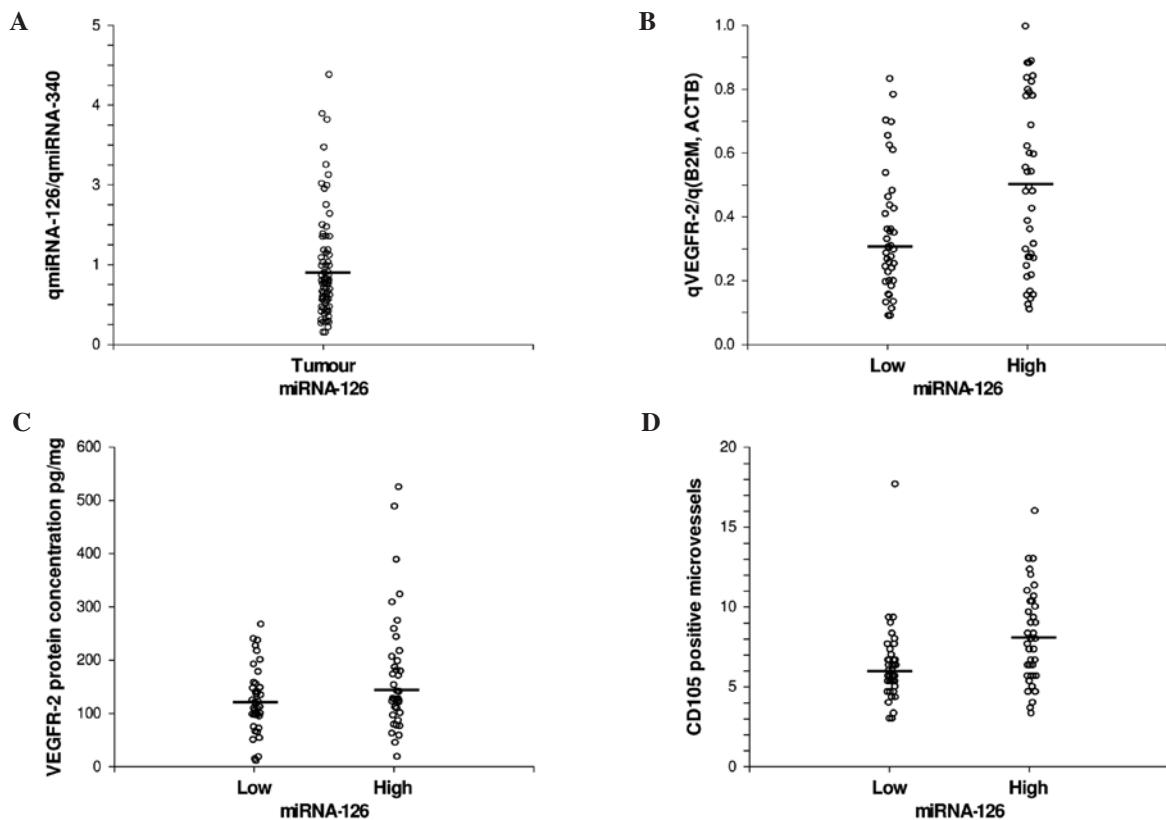 A
qmiRNA-126/qmiRNA-340
5
4
3
1
0
Tumour
miRNA-126
B
qVEGFR-2/q(B2M, ACTB)
1.0
0.8
0.6
0.4
0.2
0.0
Low High
miRNA-126
C
VEGFR-2 protein concentration pg/mg
600
500
400
300
200
100
0
Low High
miRNA-126
D
CD105 positive microvessels
20
15
10
5
0
Low High
miRNA-126